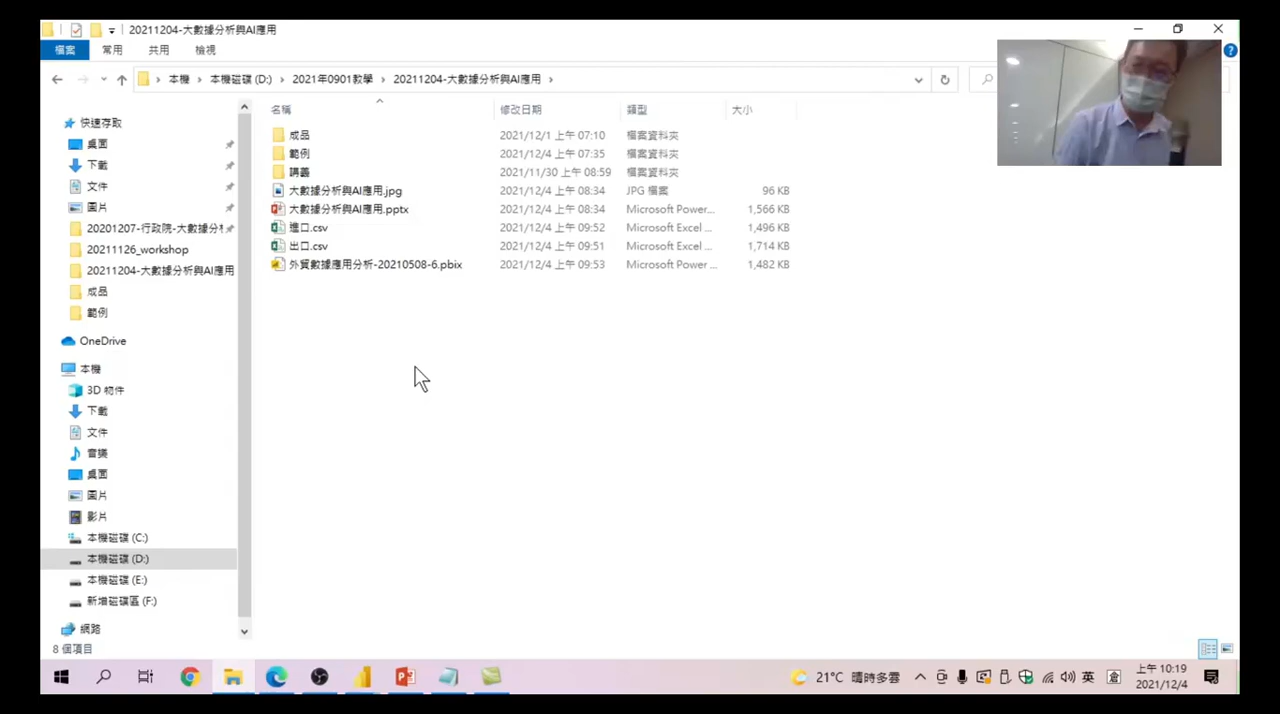 20211204-大數據分析與AI應用
檔案 常用 共用 檢視
本機 本機磁碟 (D:) 2021年0901教學 20211204-大數據分析與AI應用
名稱 修改日期 類型 大小
成品 2021/12/1 上午 07:10 檔案資料夾
範例 2021/12/4 上午 07:35 檔案資料夾
講義 2021/11/30 上午 08:59 檔案資料夾
大數據分析與AI應用.jpg 2021/12/4 上午 08:34 JPG 檔案 96 KB
大數據分析與AI應用.pptx 2021/12/4 上午 08:34 Microsoft Power... 1,566 KB
進口.csv 2021/12/4 上午 09:52 Microsoft Excel ... 1,496 KB
出口.csv 2021/12/4 上午 09:51 Microsoft Excel ... 1,714 KB
外貿數據應用分析-20210508-6.pbix 2021/12/4 上午 09:53 Microsoft Power ... 1,482 KB
快速存取
桌面
下載
文件
圖片
20201207-行政院-大數據分
20211126_workshop
20211204-大數據分析與AI應用
成品
範例
OneDrive
本機
3D 物件
下載
文件
音樂
桌面
圖片
影片
本機磁碟 (C:)
本機磁碟 (D:)
本機磁碟 (E:)
新增磁碟區 (F:)
網路
8 個項目
21°C 晴時多雲 英 倉 上午 10:19
2021/12/4